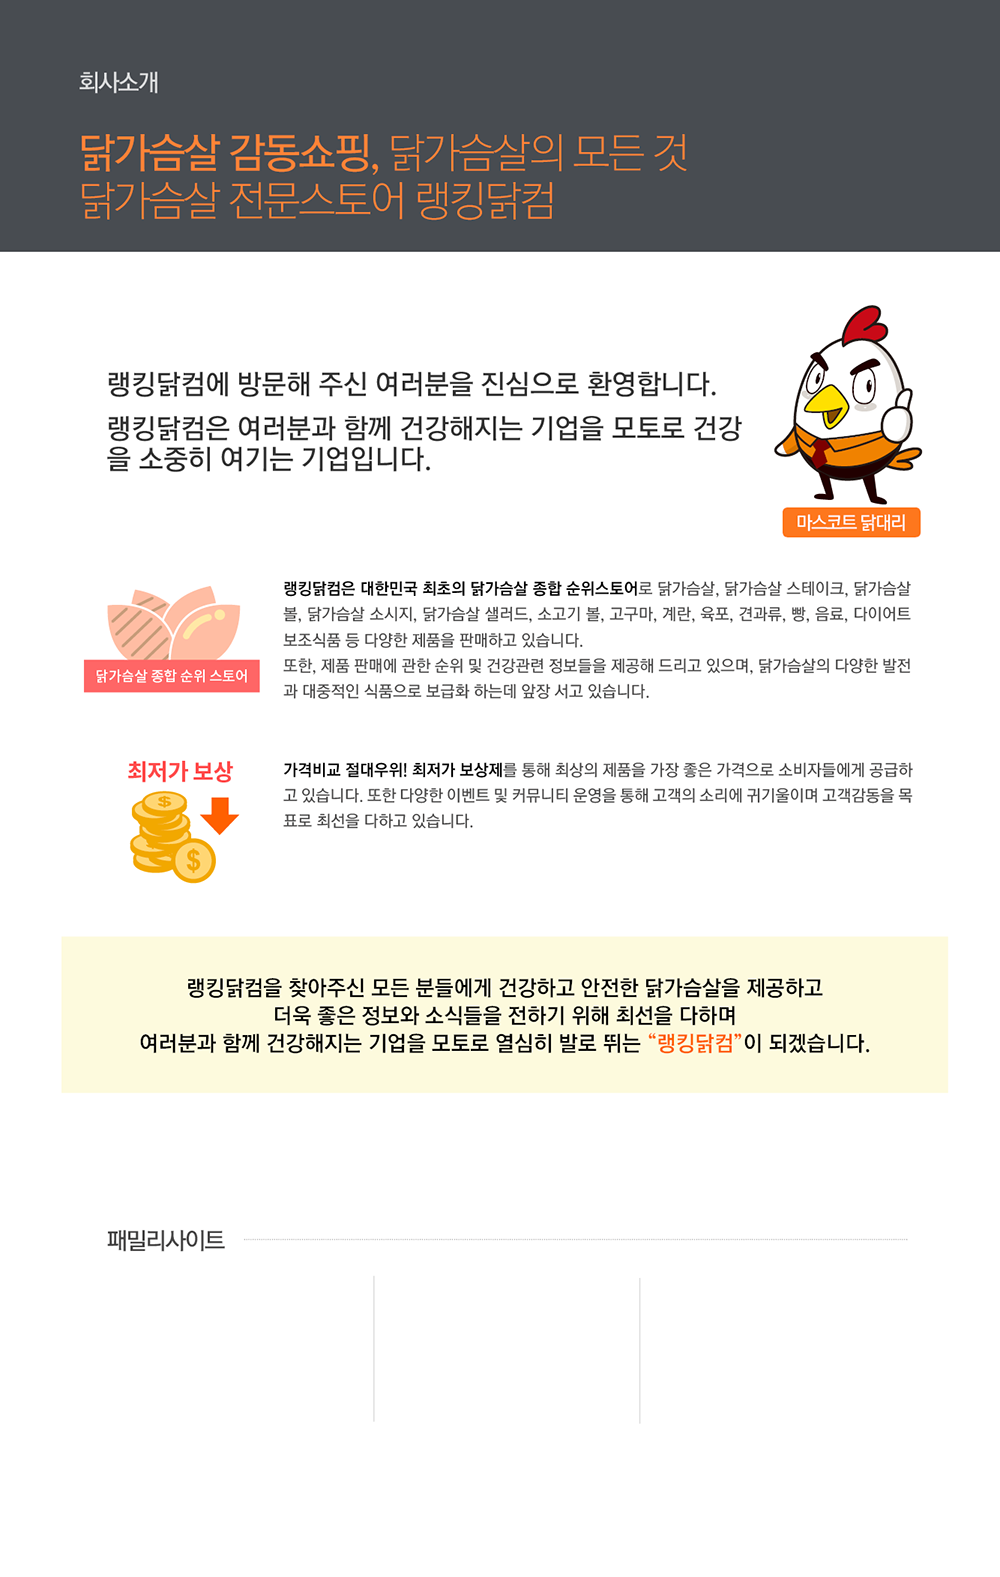 회사소개
닭가슴살 감동쇼핑, 닭가슴살의 모든 것
닭가슴살 전문스토어 랭킹닭컴
랭킹닭컴에 방문해 주신 여러분을 진심으로 환영합니다.
랭킹닭컴은 여러분과 함께 건강해지는 기업을 모토로 건강
을 소중히 여기는 기업입니다.
마스코트 닭대리
닭가슴살 종합 순위 스토어
랭킹닭컴은 대한민국 최초의 닭가슴살 종합 순위스토어로 닭가슴살, 닭가슴살 스테이크, 닭가슴살
볼, 닭가슴살 소시지, 닭가슴살 샐러드, 소고기 볼, 고구마, 계란, 육포, 견과류, 빵, 음료, 다이어트
보조식품 등 다양한 제품을 판매하고 있습니다.
또한, 제품 판매에 관한 순위 및 건강관련 정보들을 제공해 드리고 있으며, 닭가슴살의 다양한 발전
과 대중적인 식품으로 보급화 하는데 앞장 서고 있습니다.
최저가 보상
$
$
가격비교 절대우위! 최저가 보상제를 통해 최상의 제품을 가장 좋은 가격으로 소비자들에게 공급하
고 있습니다. 또한 다양한 이벤트 및 커뮤니티 운영을 통해 고객의 소리에 귀기울이며 고객감동을 목
표로 최선을 다하고 있습니다.
랭킹닭컴을 찾아주신 모든 분들에게 건강하고 안전한 닭가슴살을 제공하고
더욱 좋은 정보와 소식들을 전하기 위해 최선을 다하며
여러분과 함께 건강해지는 기업을 모토로 열심히 발로 뛰는 “랭킹닭컴”이 되겠습니다.
패밀리사이트